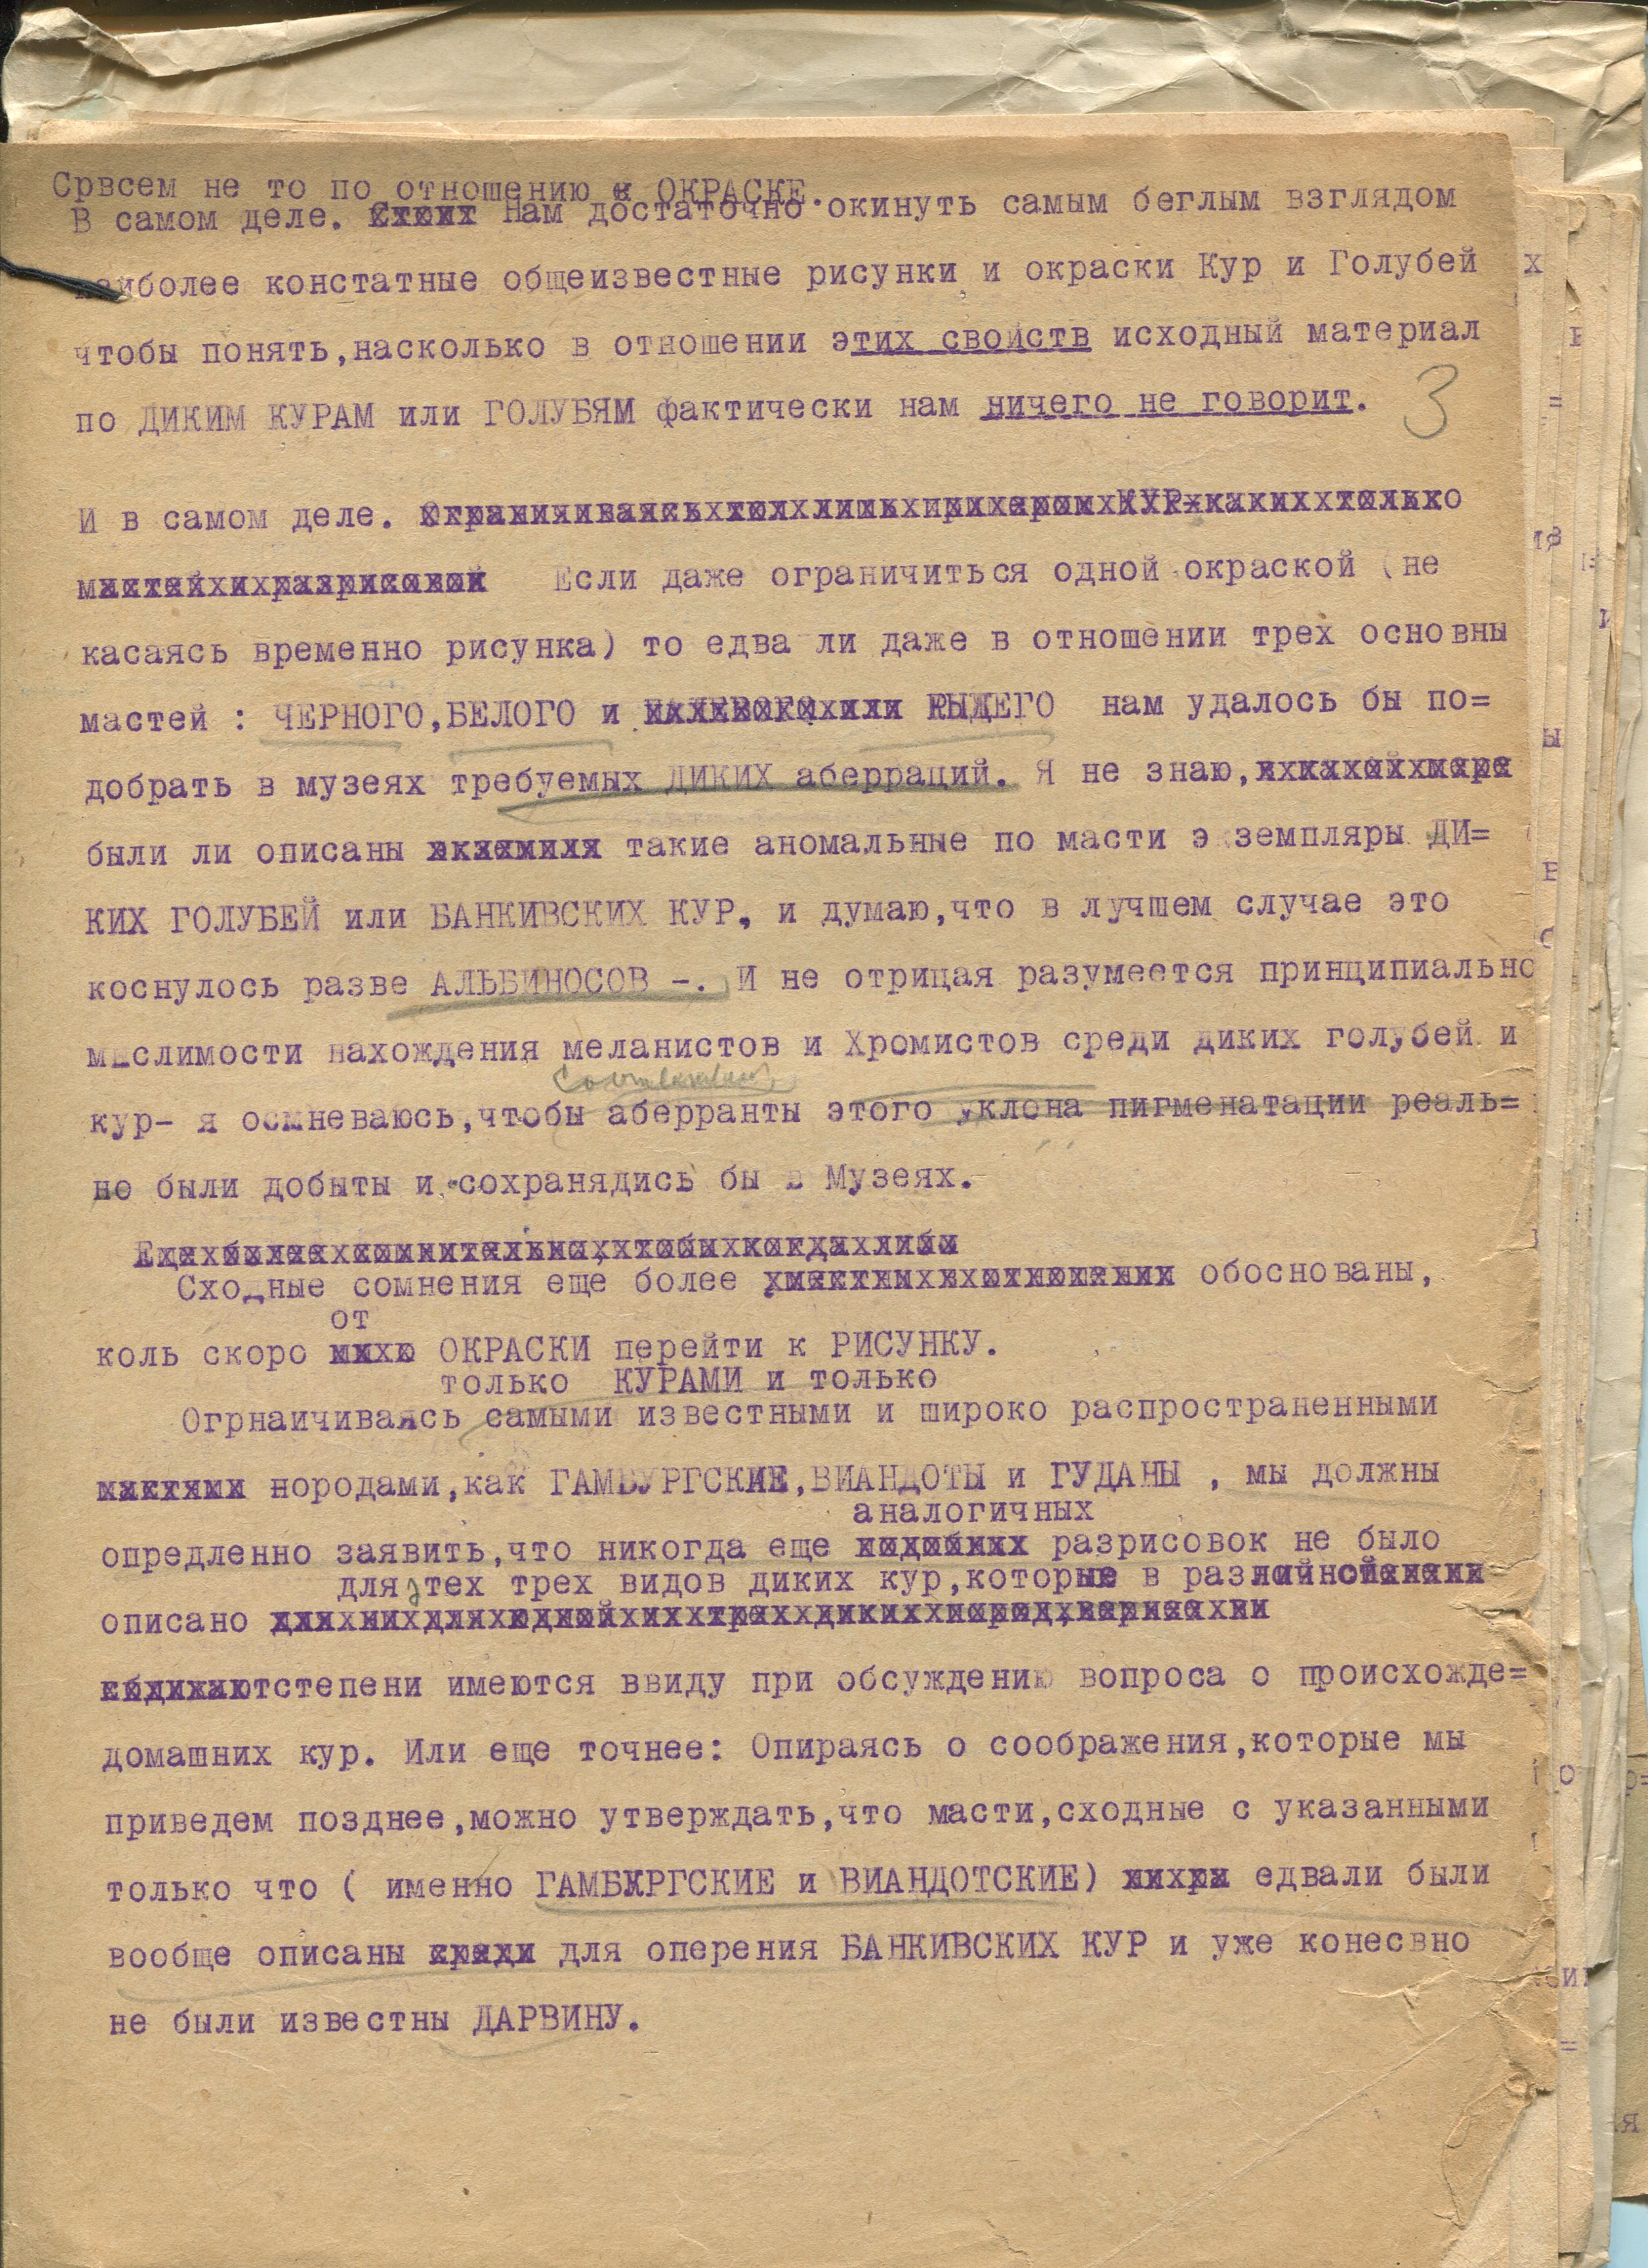 Српвсем не то по отношению к ОКРАСКЕ.
В самом деле. Нам достаточно окинуть самым беглым взглядом
наиболее констатные общеизвестные рисунки и окраски Кур и Голубей
чтобы понять,насколько в отношении этих свойств исходный материал
по ДИКИМ КУРАМ или ГОЛУБЯМ фактически нам ничего не говорит.
3
И в самом деле.
Если даже ограничиться одной окраской (не
касаясь временно рисунка) то едва ли даже в отношении трех основны
мастей : ЧЕРНОГО,БЕЛОГО и РЫЖЕГО нам удалось бы по=
добрать в музеях требуемых ДИКИХ аберраций. Я не знаю,
были ли описаны такие аномальные по масти э земпляры ДИ=
КИХ ГОЛУБЕЙ или БАНКИВСКИХ КУР, и думаю,что в лучшем случае это
коснулось разве АЛЬБИНОСОВ -. И не отрицая разумеется принципиально
мыслимости нахождения меланистов и Хромистов среди диких голубей и
кур- я осмневаюсь,чтобы аберранты этого уклона пигменатации реаль=
но были добыты и сохранядись бы в Музеях.
Сходные сомнения еще более обоснованы,
от
коль скоро ОКРАСКИ перейти к РИСУНКУ.
только КУРАМИ и только
Огрнаичиваясь самыми известными и широко распространенными
породами,как ГАМБУРГСКИЕ,ВИАНДОТЫ и ГУДАНЫ , мы должны
аналогичных
опредленно заявить,что никогда еще разрисовок не было
для тех трех видов диких кур,которые в разной
описано
степени имеются ввиду при обсуждению вопроса о происхожде=
домашних кур. Или еще точнее: Опираясь о соображения,которые мы
приведем позднее,можно утверждать,что масти,сходные с указанными
только что ( именно ГАМБУРГСКИЕ и ВИАНДОТСКИЕ) едвали были
вообще описаны для оперения БАНКИВСКИХ КУР и уже конесвно
не были известны ДАРВИНУ.